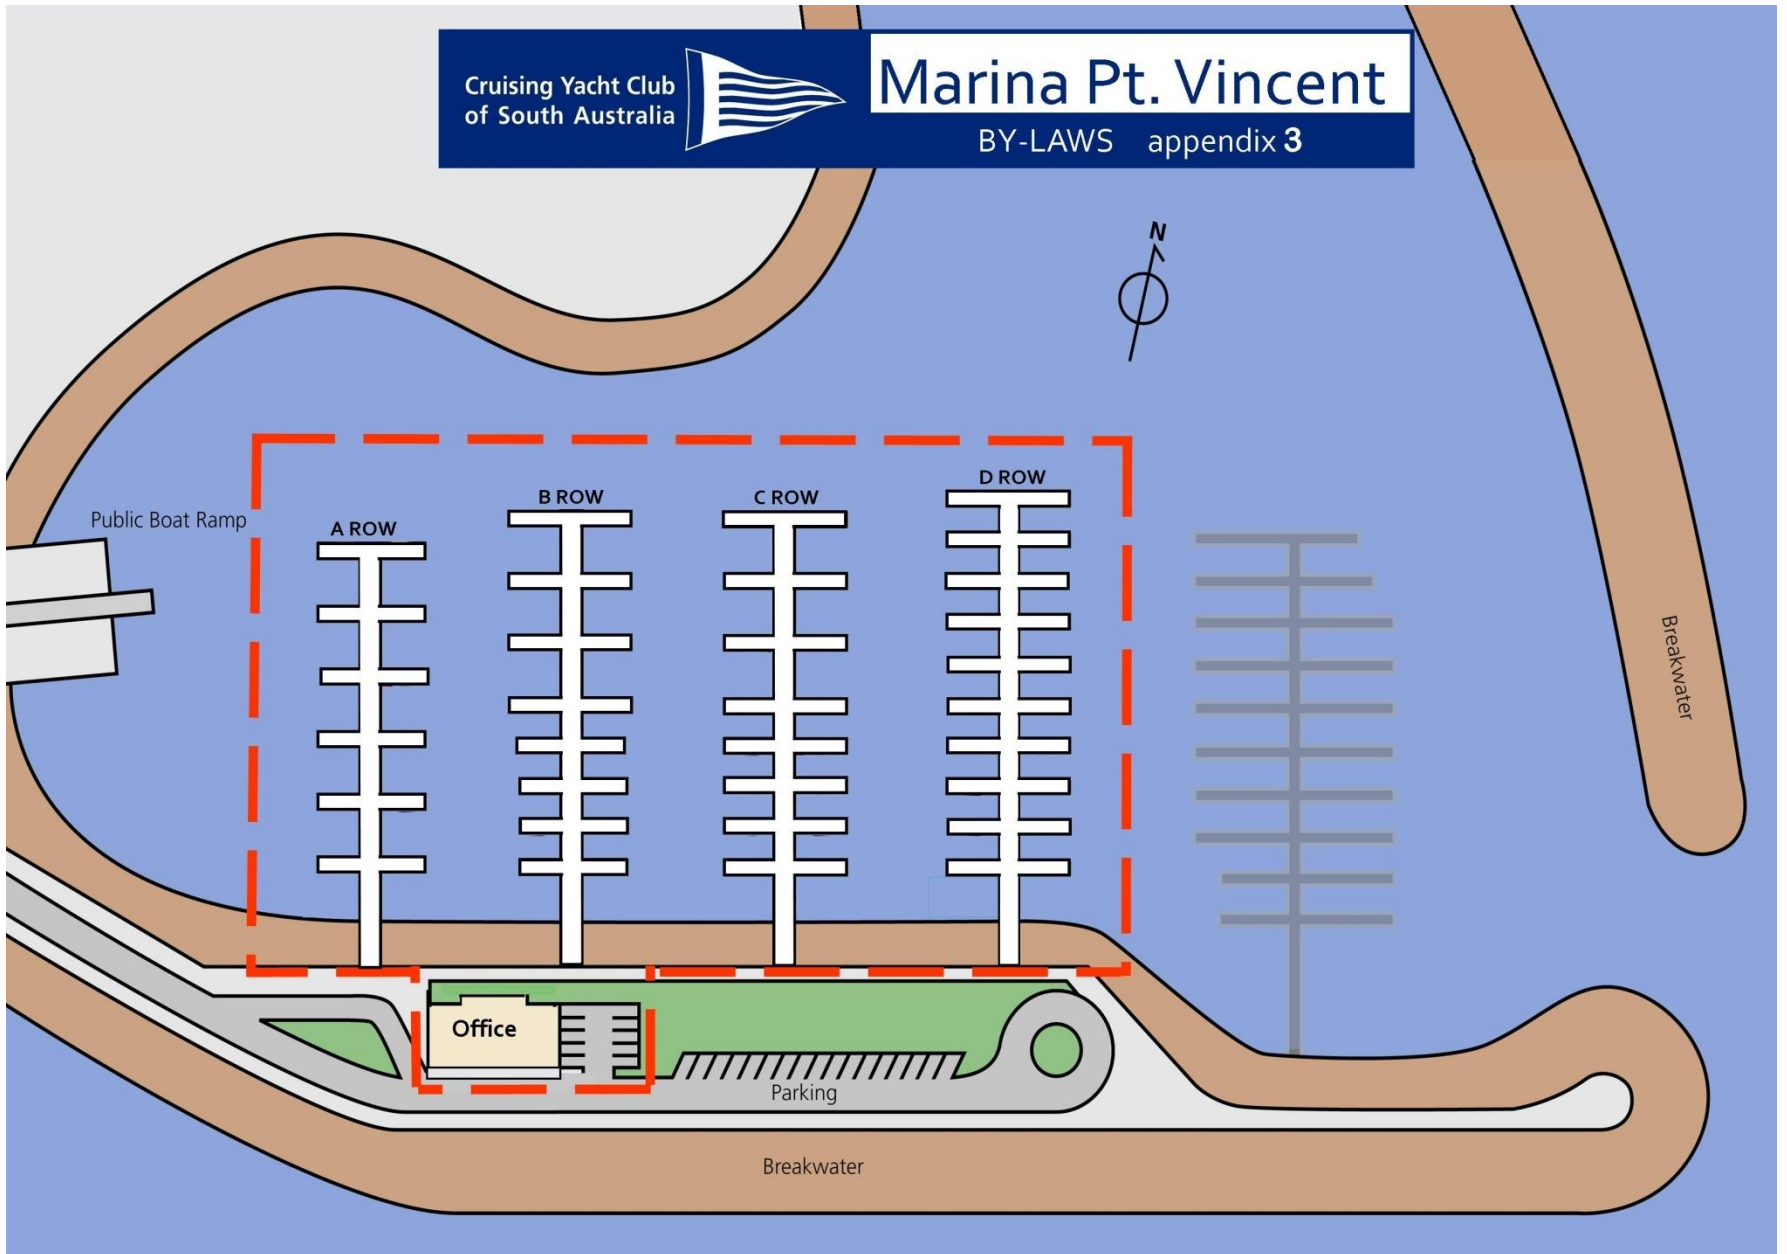 Cruising Yacht Club
of South Australia
Marina Pt. Vincent
BY-LAWS appendix 3
N
D ROW
B ROW
C ROW
A ROW
Public Boat Ramp
Breakwater
Office
Parking
Breakwater